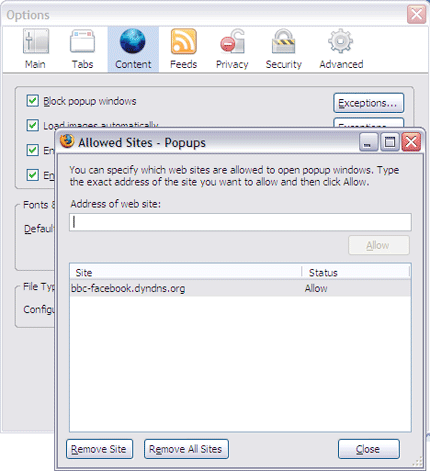 Options
Main Tabs Content Feeds Privacy Security Advanced
Block popup windows Exceptions...
Load images automatically Exceptions...
En
En
Fonts &
Defaul
File Typ
Configu
Allowed Sites - Popups
You can specify which web sites are allowed to open popup windows. Type
the exact address of the site you want to allow and then click Allow.
Address of web site:
Allow
Site Status
bbc-facebook.dyndns.org Allow
Remove Site Remove All Sites Close